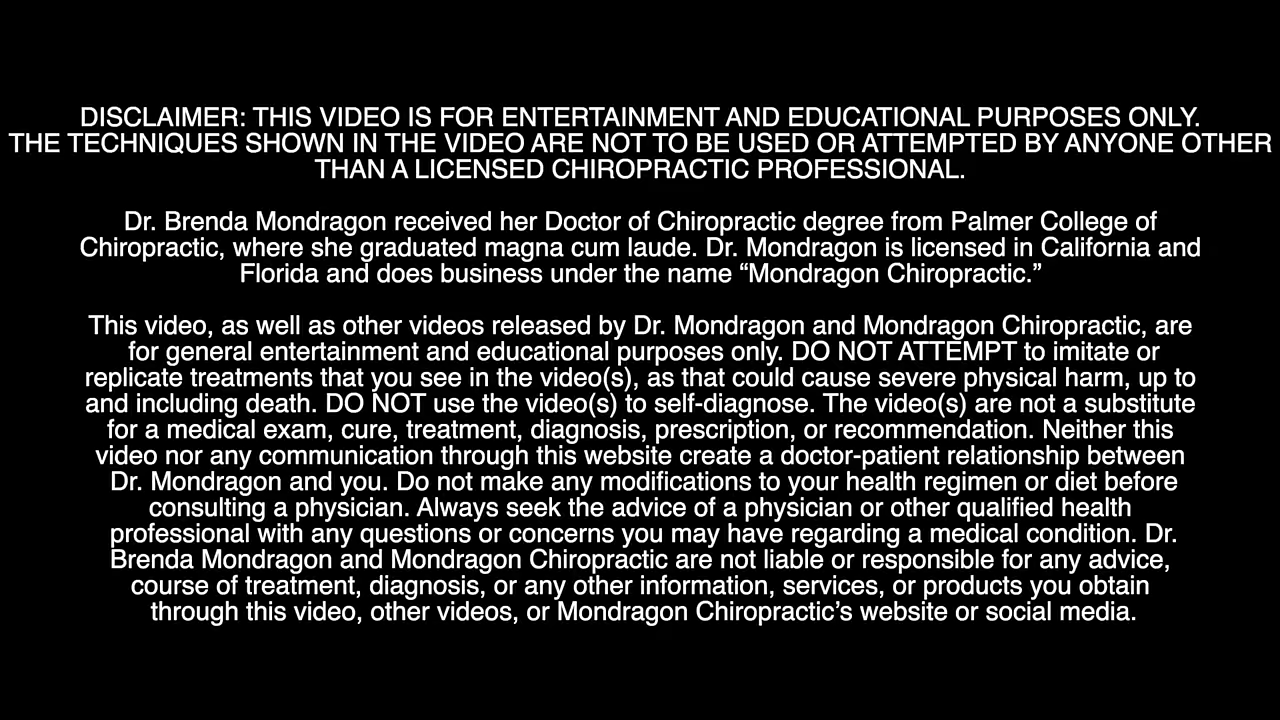 DISCLAIMER: THIS VIDEO IS FOR ENTERTAINMENT AND EDUCATIONAL PURPOSES ONLY.
THE TECHNIQUES SHOWN IN THE VIDEO ARE NOT TO BE USED OR ATTEMPTED BY ANYONE OTHER
THAN A LICENSED CHIROPRACTIC PROFESSIONAL.
Dr. Brenda Mondragon received her Doctor of Chiropractic degree from Palmer College of
Chiropractic, where she graduated magna cum laude. Dr. Mondragon is licensed in California and
Florida and does business under the name “Mondragon Chiropractic.”
This video, as well as other videos released by Dr. Mondragon and Mondragon Chiropractic, are
for general entertainment and educational purposes only. DO NOT ATTEMPT to imitate or
replicate treatments that you see in the video(s), as that could cause severe physical harm, up to
and including death. DO NOT use the video(s) to self-diagnose. The video(s) are not a substitute
for a medical exam, cure, treatment, diagnosis, prescription, or recommendation. Neither this
video nor any communication through this website create a doctor-patient relationship between
Dr. Mondragon and you. Do not make any modifications to your health regimen or diet before
consulting a physician. Always seek the advice of a physician or other qualified health
professional with any questions or concerns you may have regarding a medical condition. Dr.
Brenda Mondragon and Mondragon Chiropractic are not liable or responsible for any advice,
course of treatment, diagnosis, or any other information, services, or products you obtain
through this video, other videos, or Mondragon Chiropractic’s website or social media.